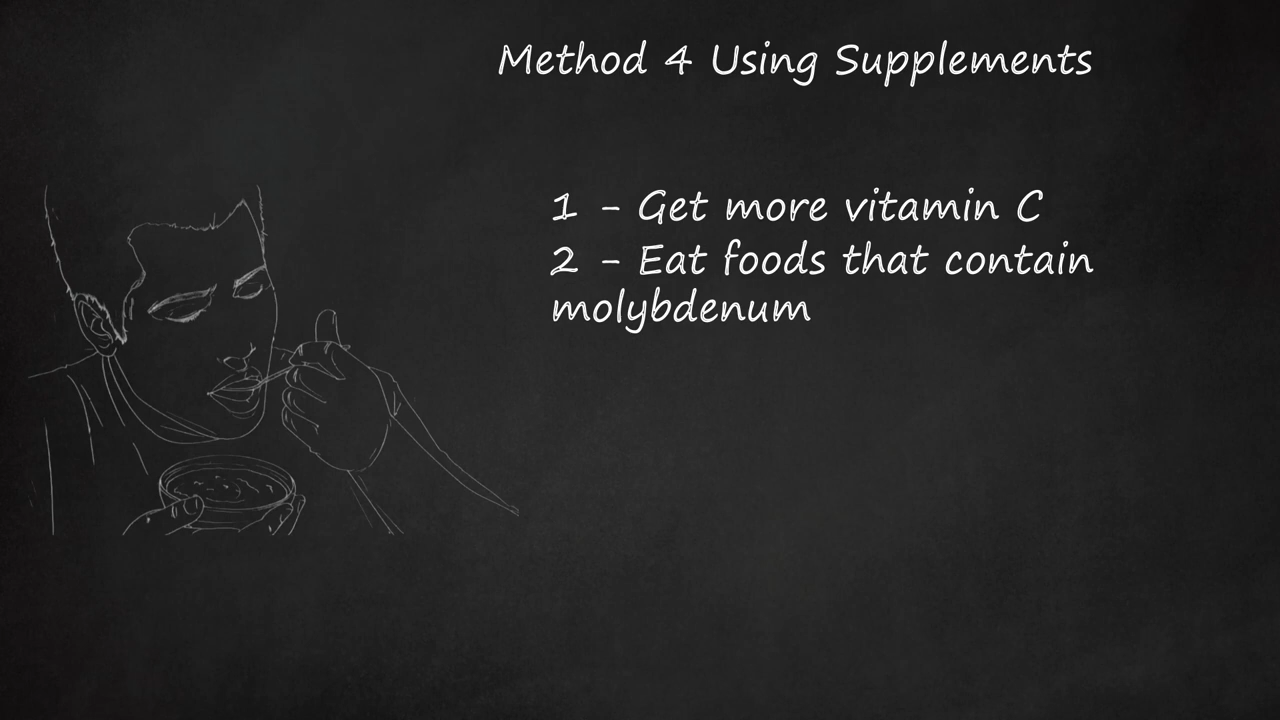 Method 4 Using Supplements
1 - Get more vitamin C
2 - Eat foods that contain
molybdenum